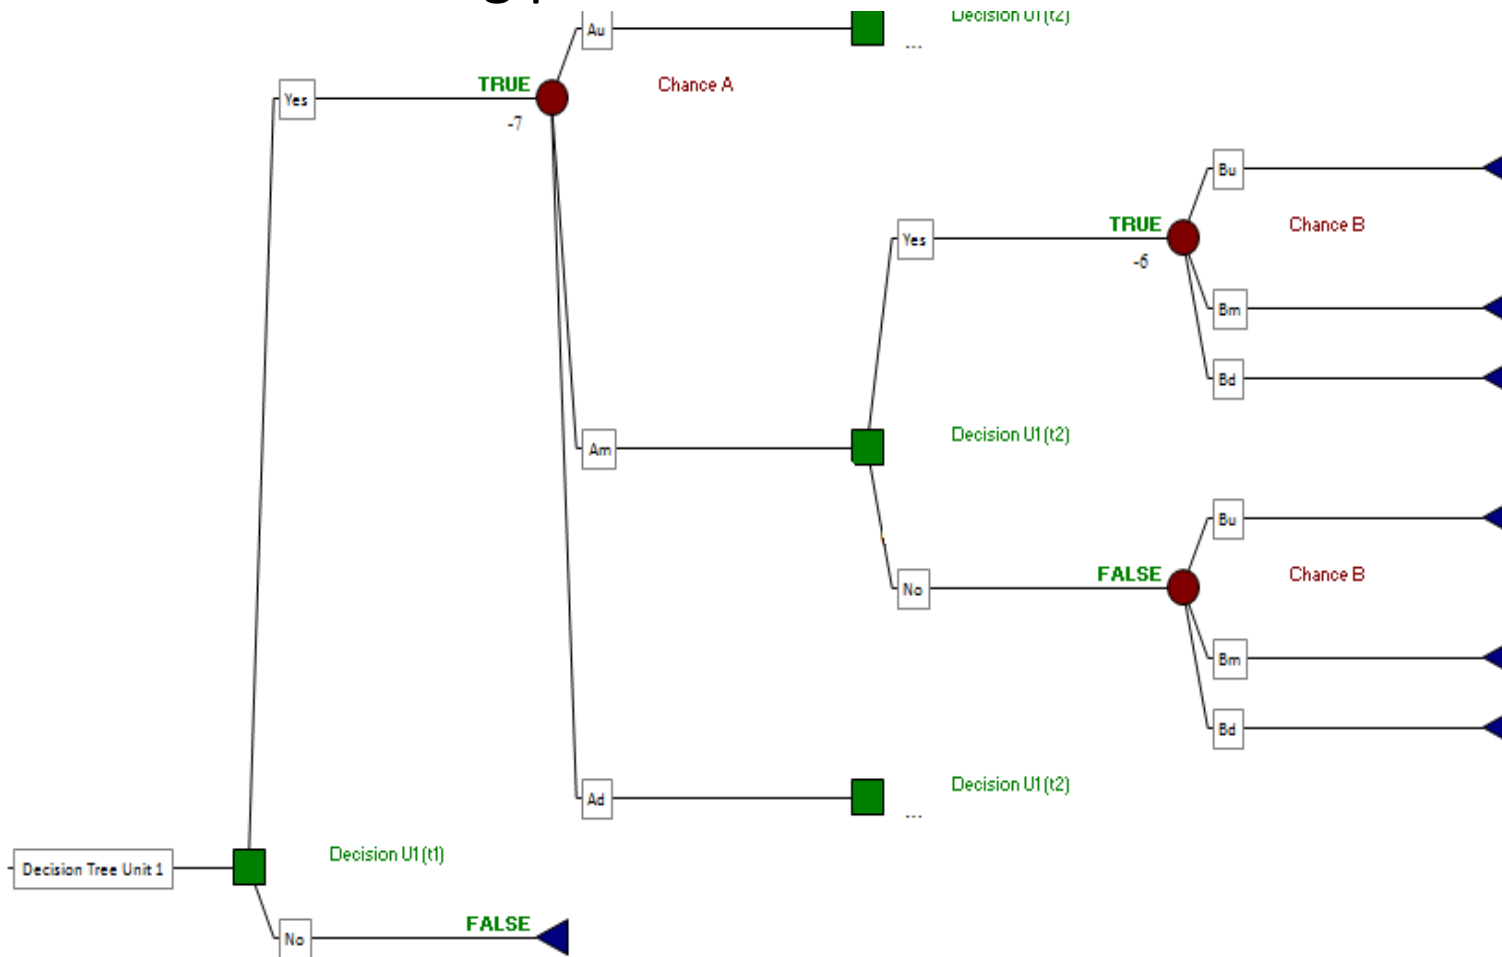 Au
Decision U1(t2)
...
Yes
TRUE
-7
Chance A
Bu
Yes
TRUE
-6
Chance B
Bm
Bd
Am
Decision U1(t2)
Bu
No
FALSE
Chance B
Bm
Bd
Ad
Decision U1(t2)
...
Decision Tree Unit 1
Decision U1(t1)
No
FALSE